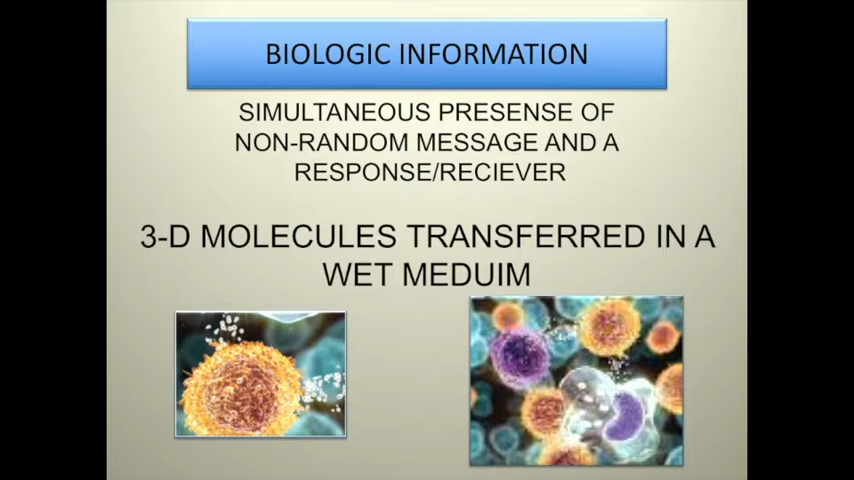 BIOLOGIC INFORMATION
SIMULTANEOUS PRESENSE OF
NON-RANDOM MESSAGE AND A
RESPONSE/RECIEVER
3-D MOLECULES TRANSFERRED IN A
WET MEDUIM